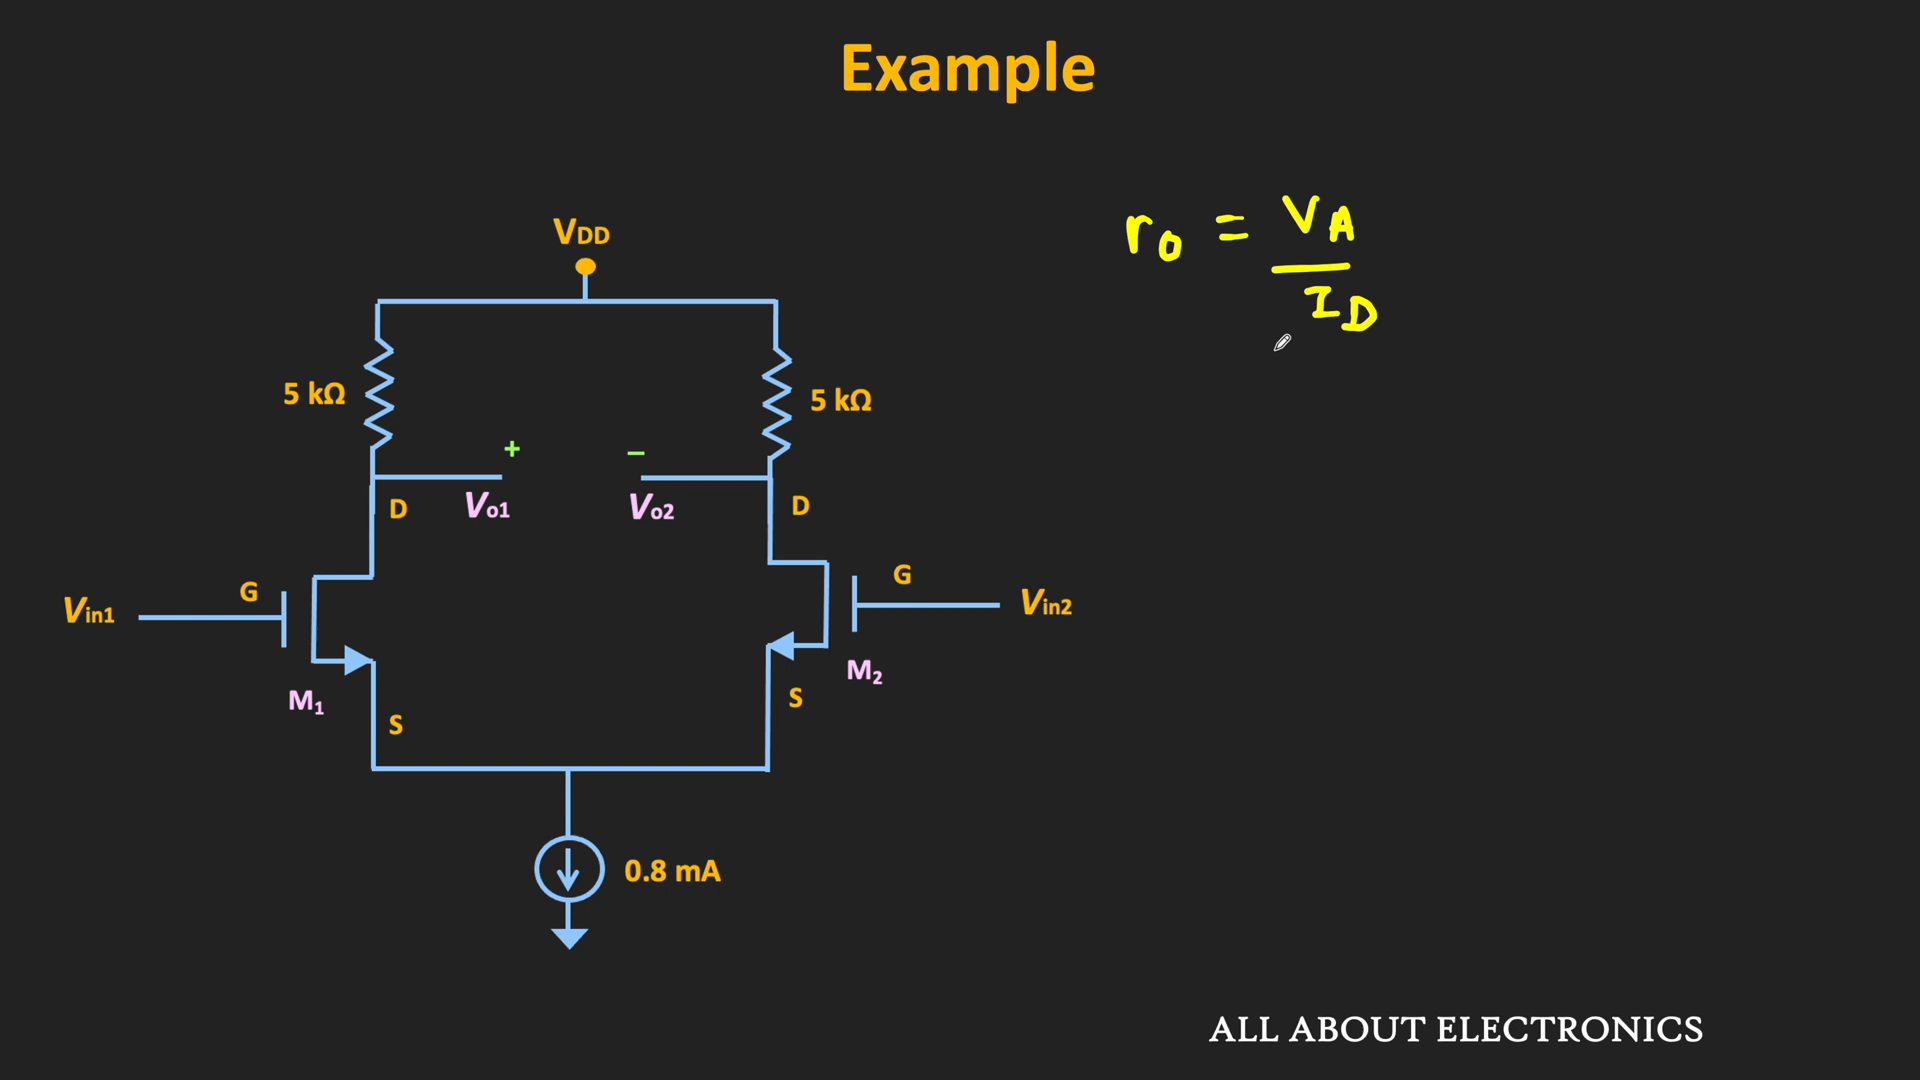 Example
VDD
r₀ = VA
ID
5 kΩ
5 kΩ
+
–
D
Vo1
Vo2
D
G
G
Vin1
Vin2
M₁
M₂
S
S
0.8 mA
ALL ABOUT ELECTRONICS